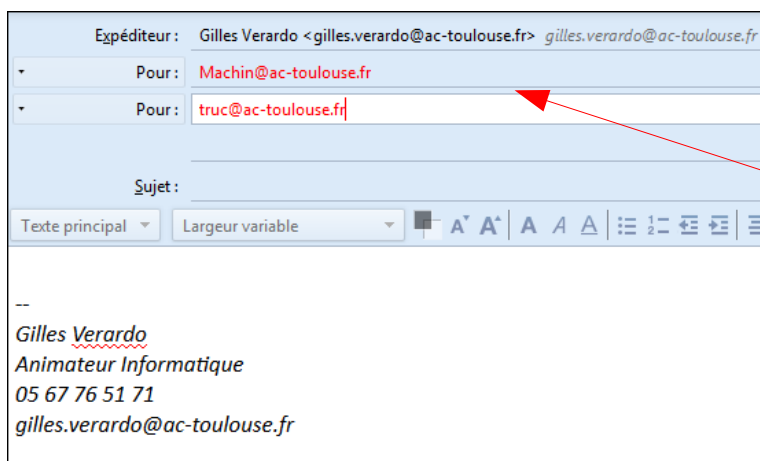 Expéditeur : Gilles Verardo <gilles.verardo@ac-toulouse.fr> gilles.verardo@ac-toulouse.fr
Pour : Machin@ac-toulouse.fr
Pour : truc@ac-toulouse.fr
Sujet :
Texte principal Largeur variable
--
Gilles Verardo
Animateur Informatique
05 67 76 51 71
gilles.verardo@ac-toulouse.fr